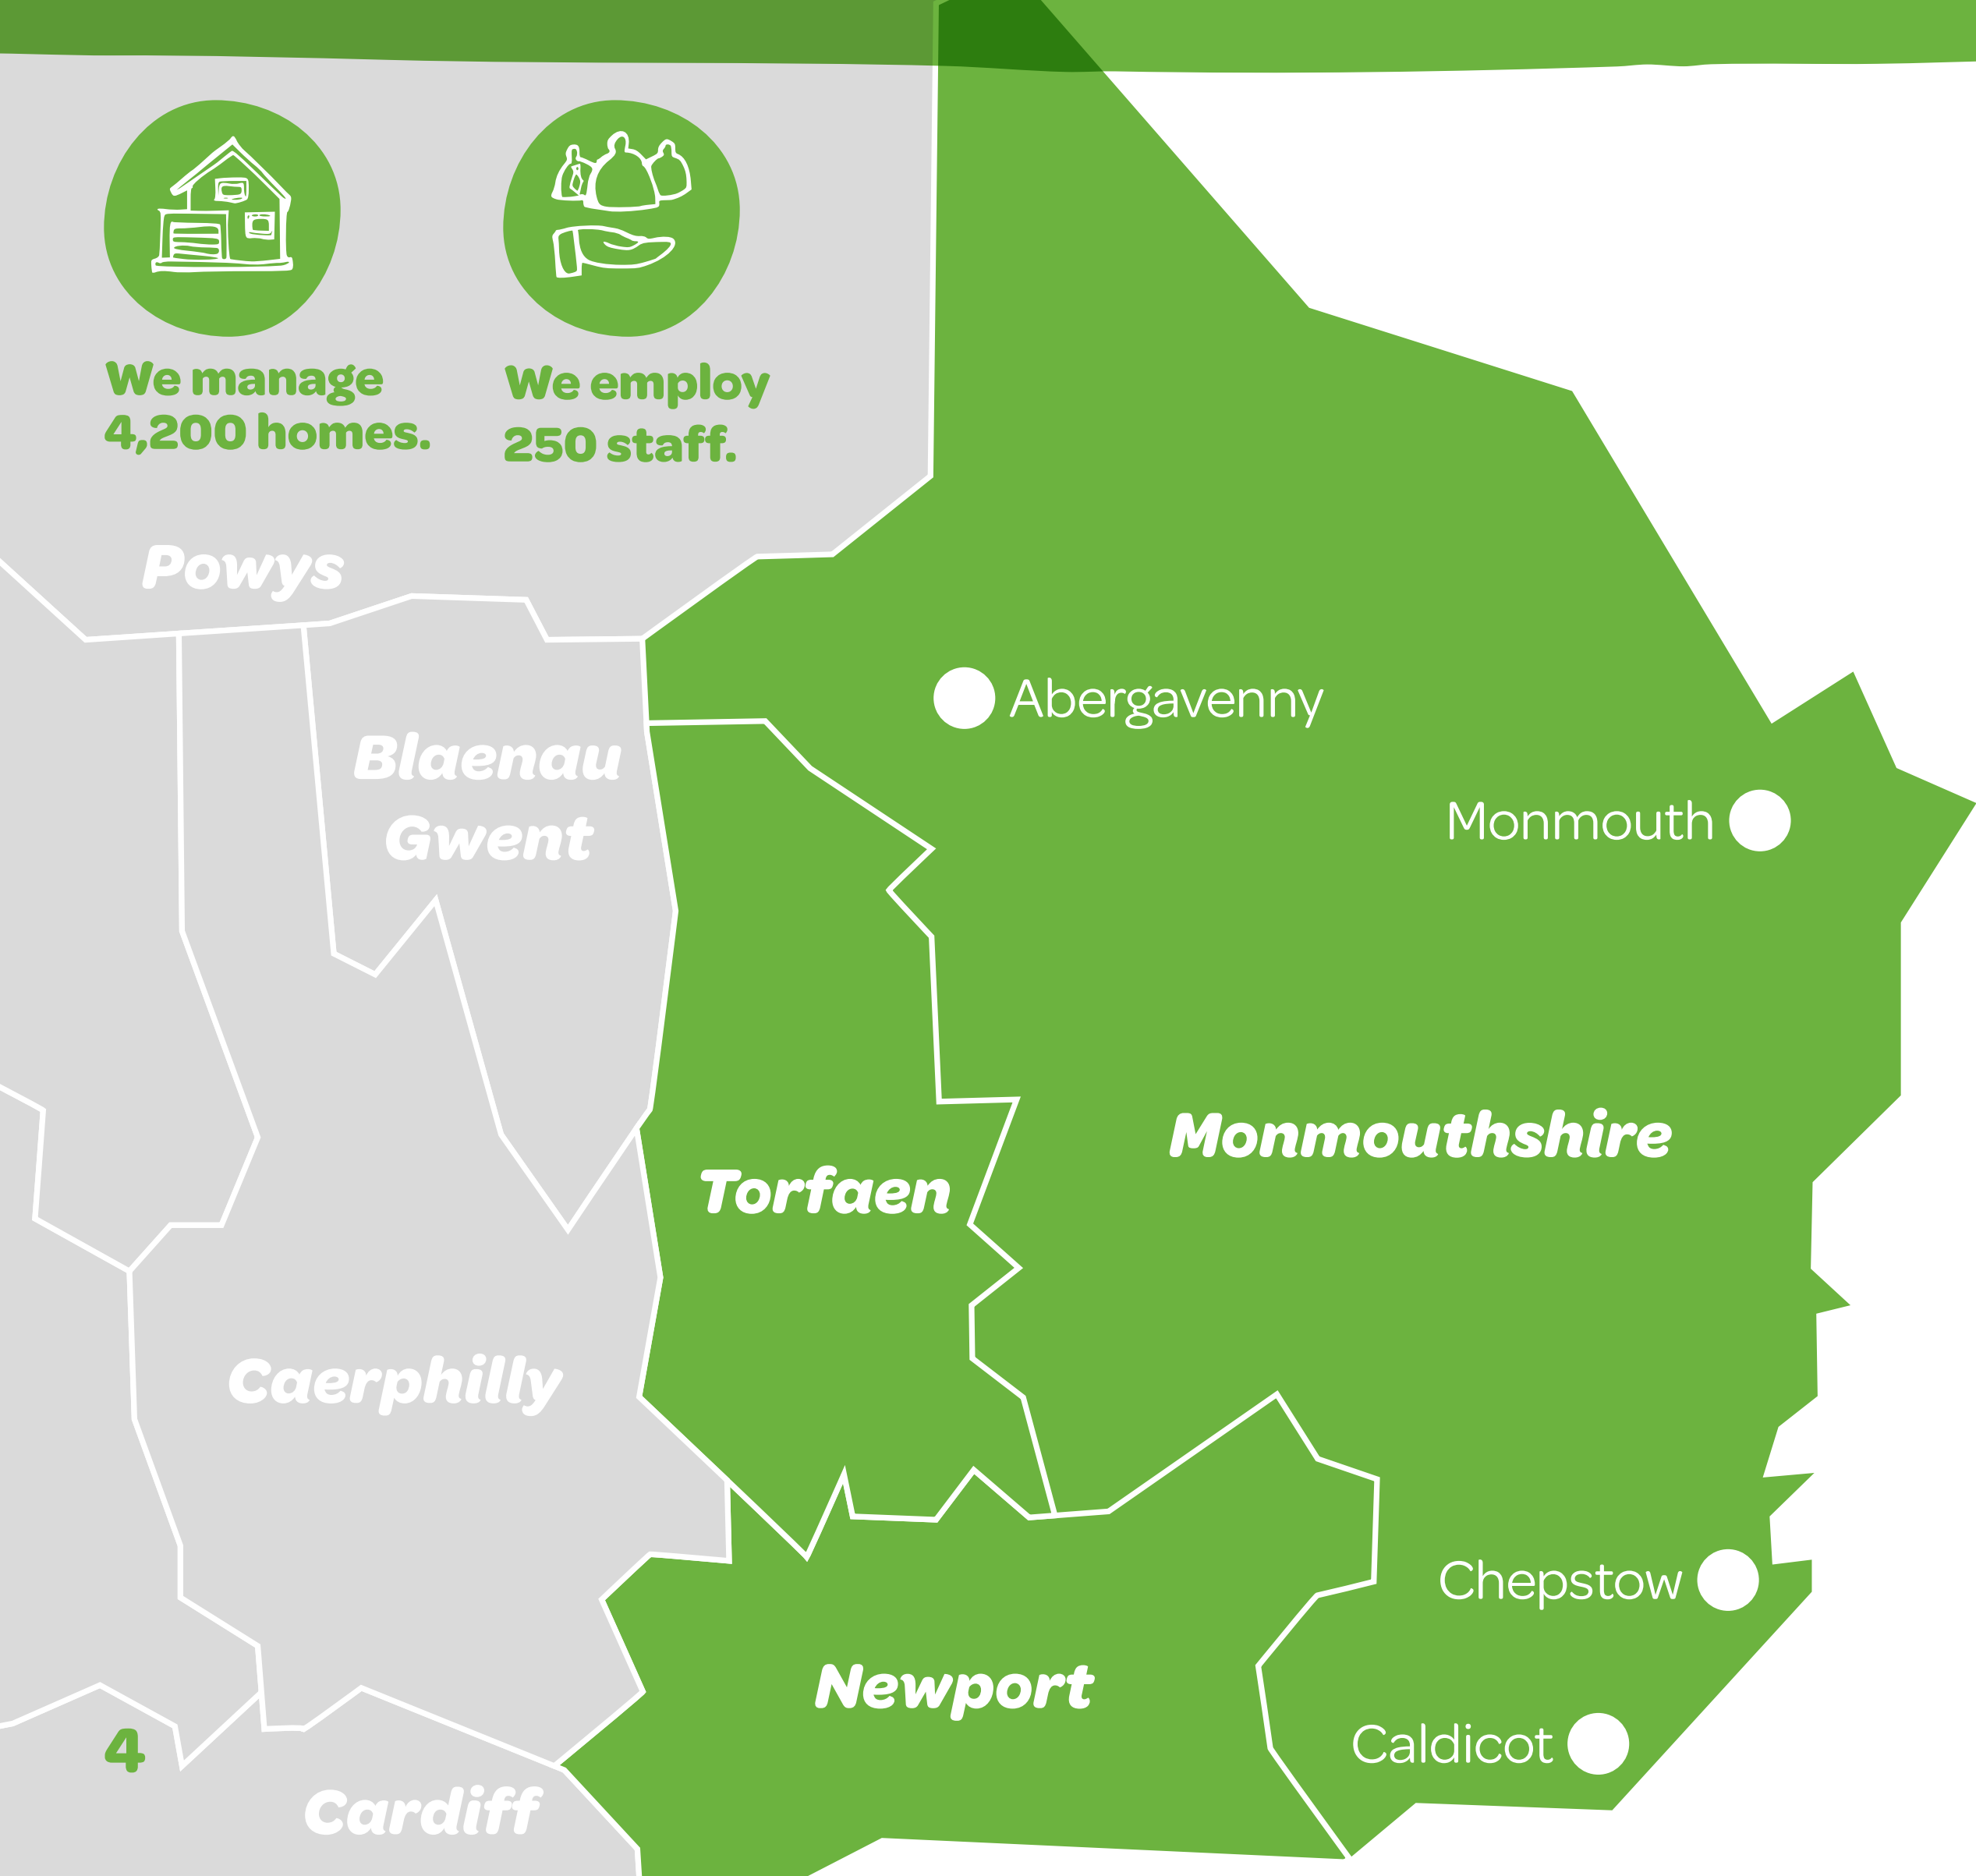 We manage
4,200 homes.
We employ
250 staff.
Powys
Abergavenny
Blaenau
Gwent
Monmouth
Monmouthshire
Torfaen
Caerphilly
Chepstow
Newport
Caldicot
4
Cardiff